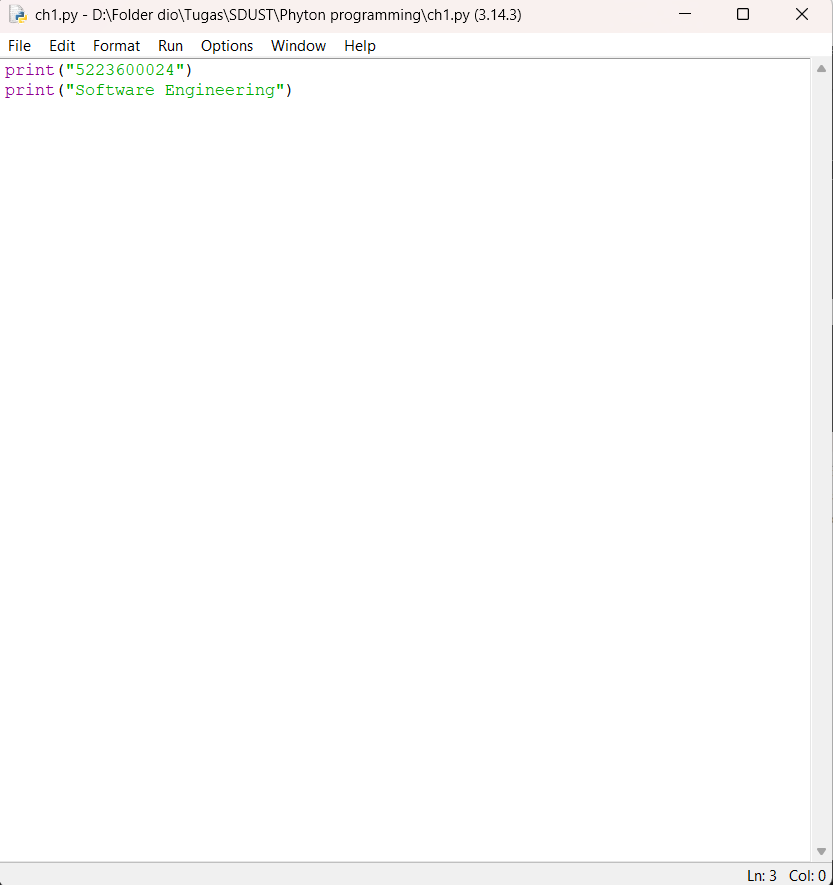 ch1.py - D:\Folder dio\Tugas\SDUST\Phyton programming\ch1.py (3.14.3)
File Edit Format Run Options Window Help
print("5223600024")
print("Software Engineering")
Ln: 3 Col: 0